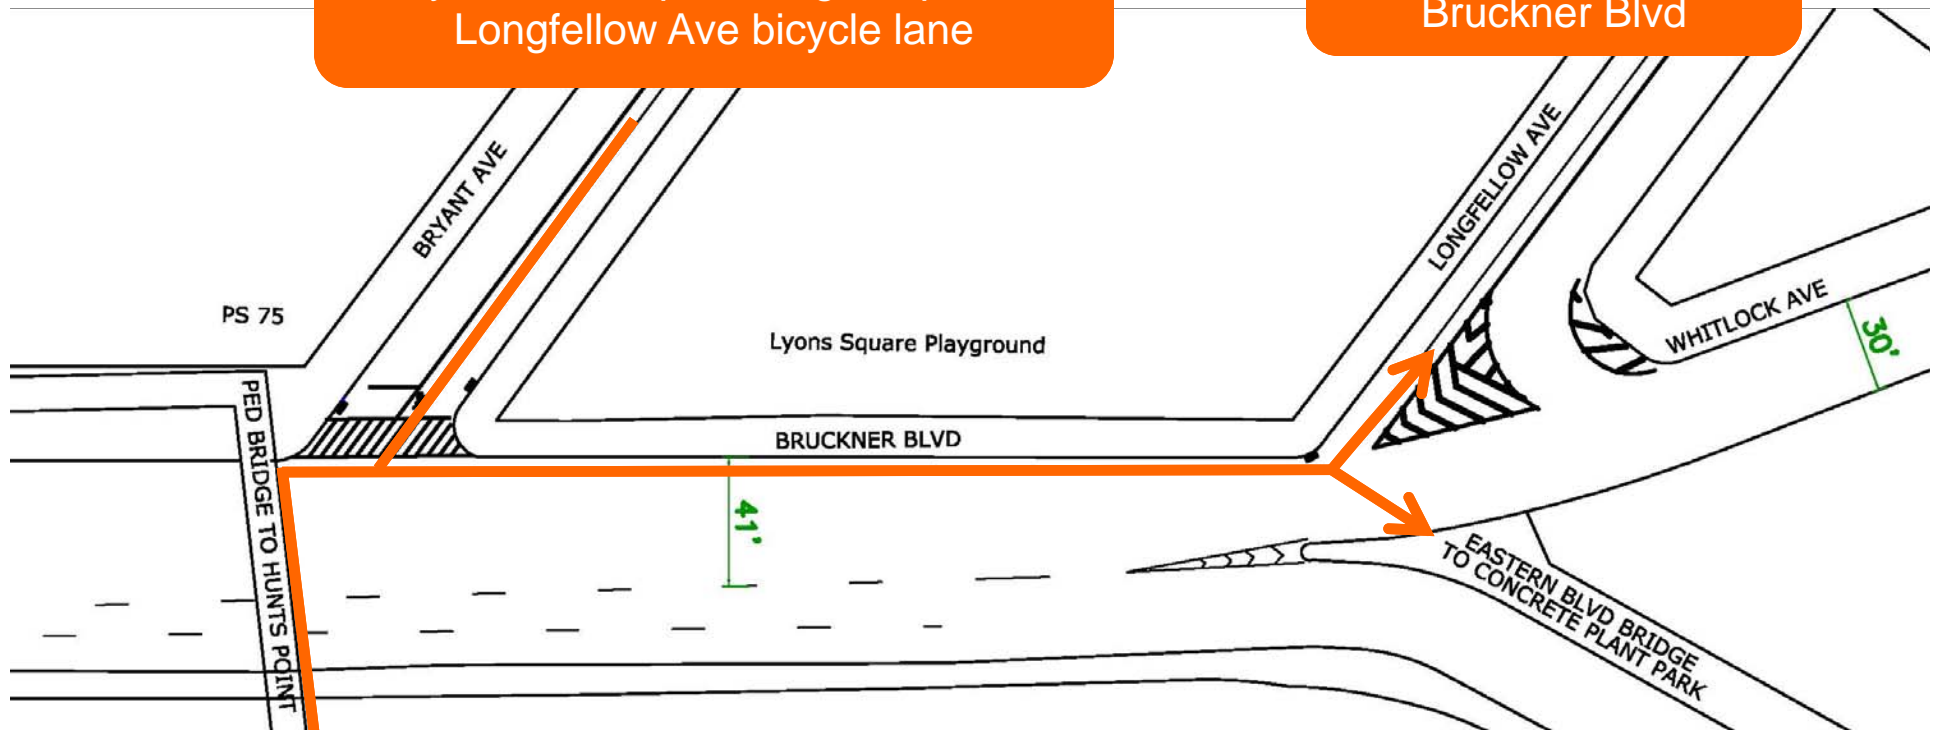 Longfellow Ave bicycle lane
Bruckner Blvd
BRYANT AVE
LONGFELLOW AVE
PS 75
Lyons Square Playground
WHITLOCK AVE
30'
BRUCKNER BLVD
41'
PED BRIDGE TO HUNTS POINT
EASTERN BLVD BRIDGE
TO CONCRETE PLANT PARK